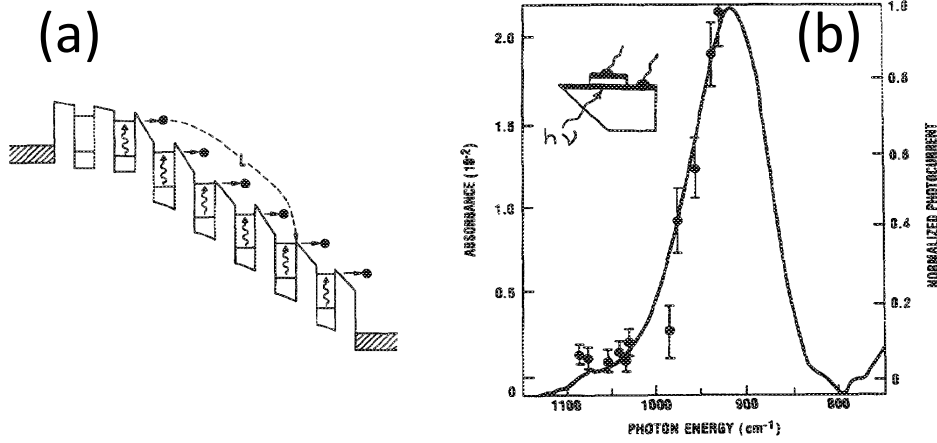 (a)
L
(b)
hν
ABSORBANCE (10⁻²)
2.0
1.5
1.0
0.5
0
NORMALIZED PHOTOCURRENT
1.0
0.8
0.6
0.4
0.2
0
1100 1000 900 800
PHOTON ENERGY (cm⁻¹)